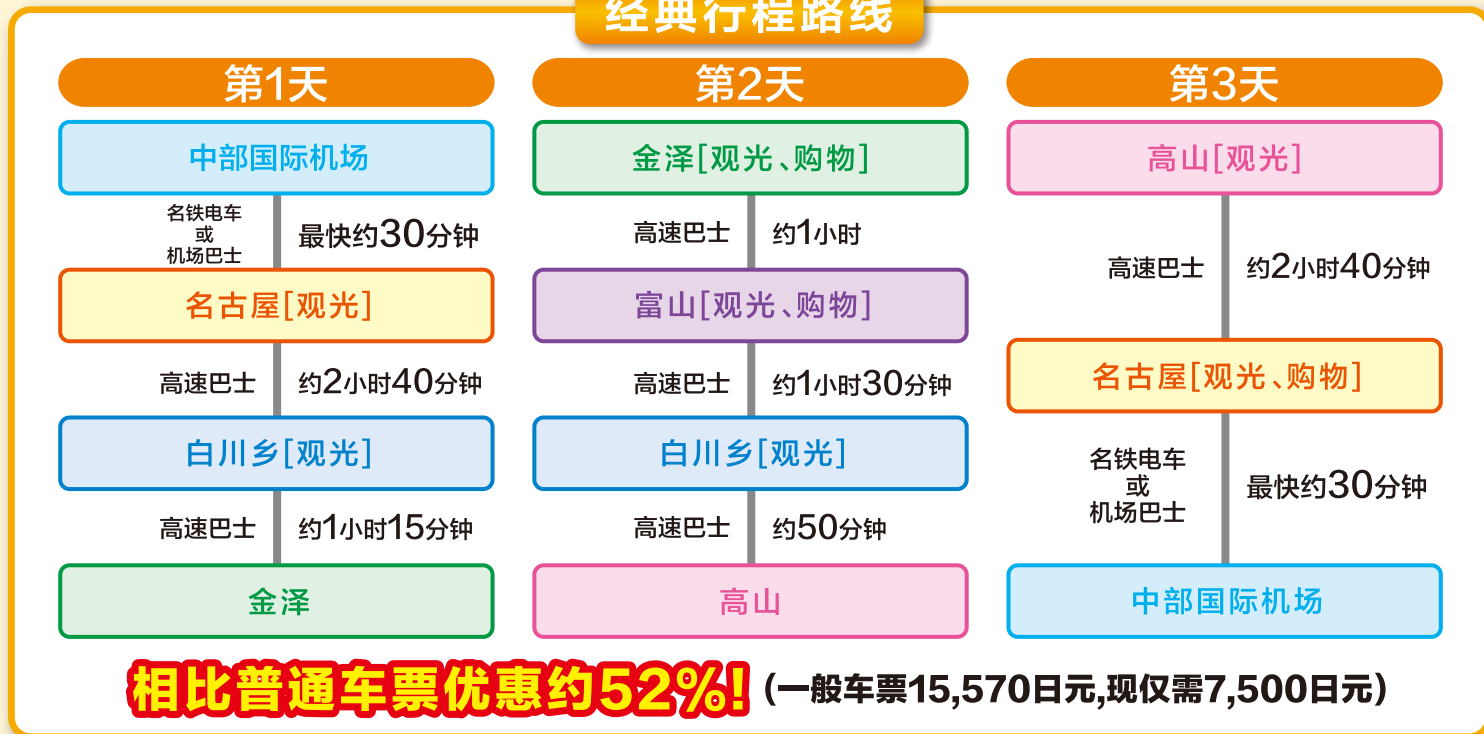 经典行程路线
第1天
中部国际机场
名铁电车
或
机场巴士
最快约30分钟
名古屋[观光]
高速巴士
约2小时40分钟
白川乡[观光]
高速巴士
约1小时15分钟
金泽
第2天
金泽[观光、购物]
高速巴士
约1小时
富山[观光、购物]
高速巴士
约1小时30分钟
白川乡[观光]
高速巴士
约50分钟
高山
第3天
高山[观光]
高速巴士
约2小时40分钟
名古屋[观光、购物]
名铁电车
或
机场巴士
最快约30分钟
中部国际机场
相比普通车票优惠约52%!(一般车票15,570日元,现仅需7,500日元)